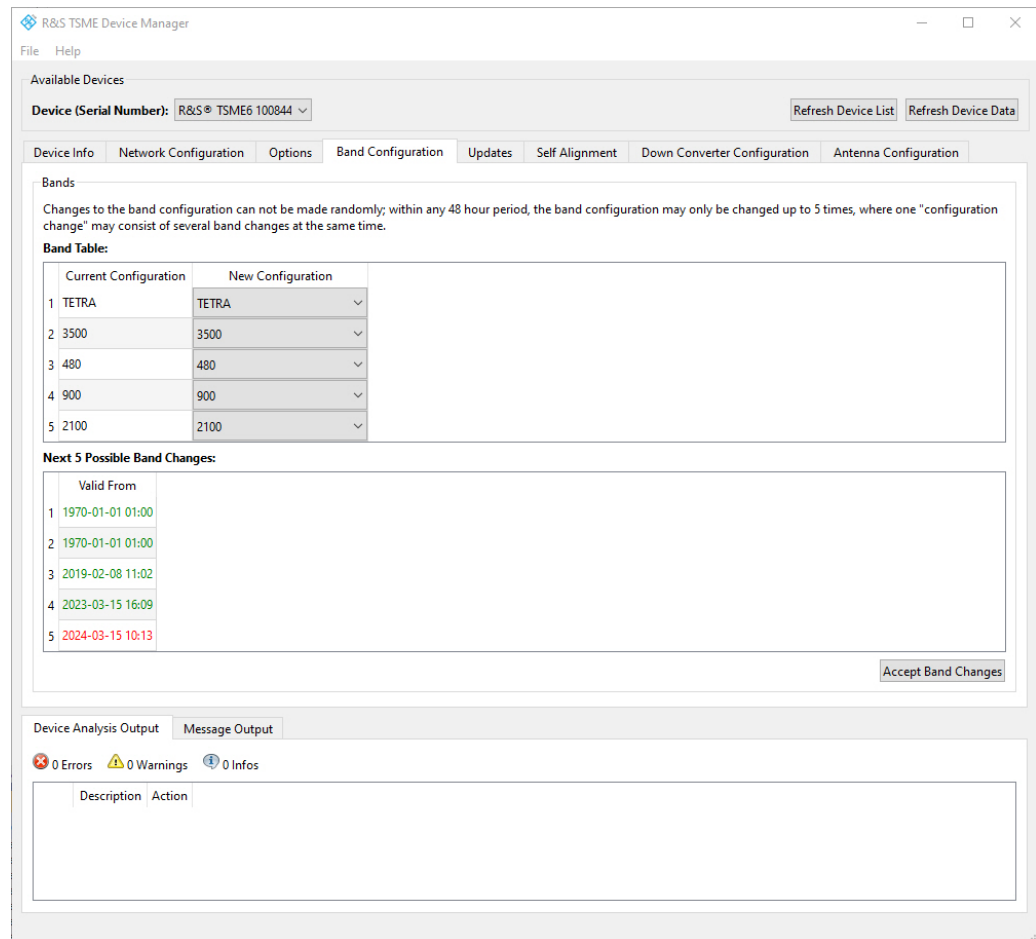 R&S TSME Device Manager
File Help
Available Devices
Device (Serial Number): R&S® TSME6 100844 Refresh Device List Refresh Device Data
Device Info Network Configuration Options Band Configuration Updates Self Alignment Down Converter Configuration Antenna Configuration
Bands
Changes to the band configuration can not be made randomly; within any 48 hour period, the band configuration may only be changed up to 5 times, where one "configuration
change" may consist of several band changes at the same time.
Band Table:
Current Configuration New Configuration
1 TETRA TETRA
2 3500 3500
3 480 480
4 900 900
5 2100 2100
Next 5 Possible Band Changes:
Valid From
1 1970-01-01 01:00
2 1970-01-01 01:00
3 2019-02-08 11:02
4 2023-03-15 16:09
5 2024-03-15 10:13
Accept Band Changes
Device Analysis Output Message Output
0 Errors 0 Warnings 0 Infos
Description Action